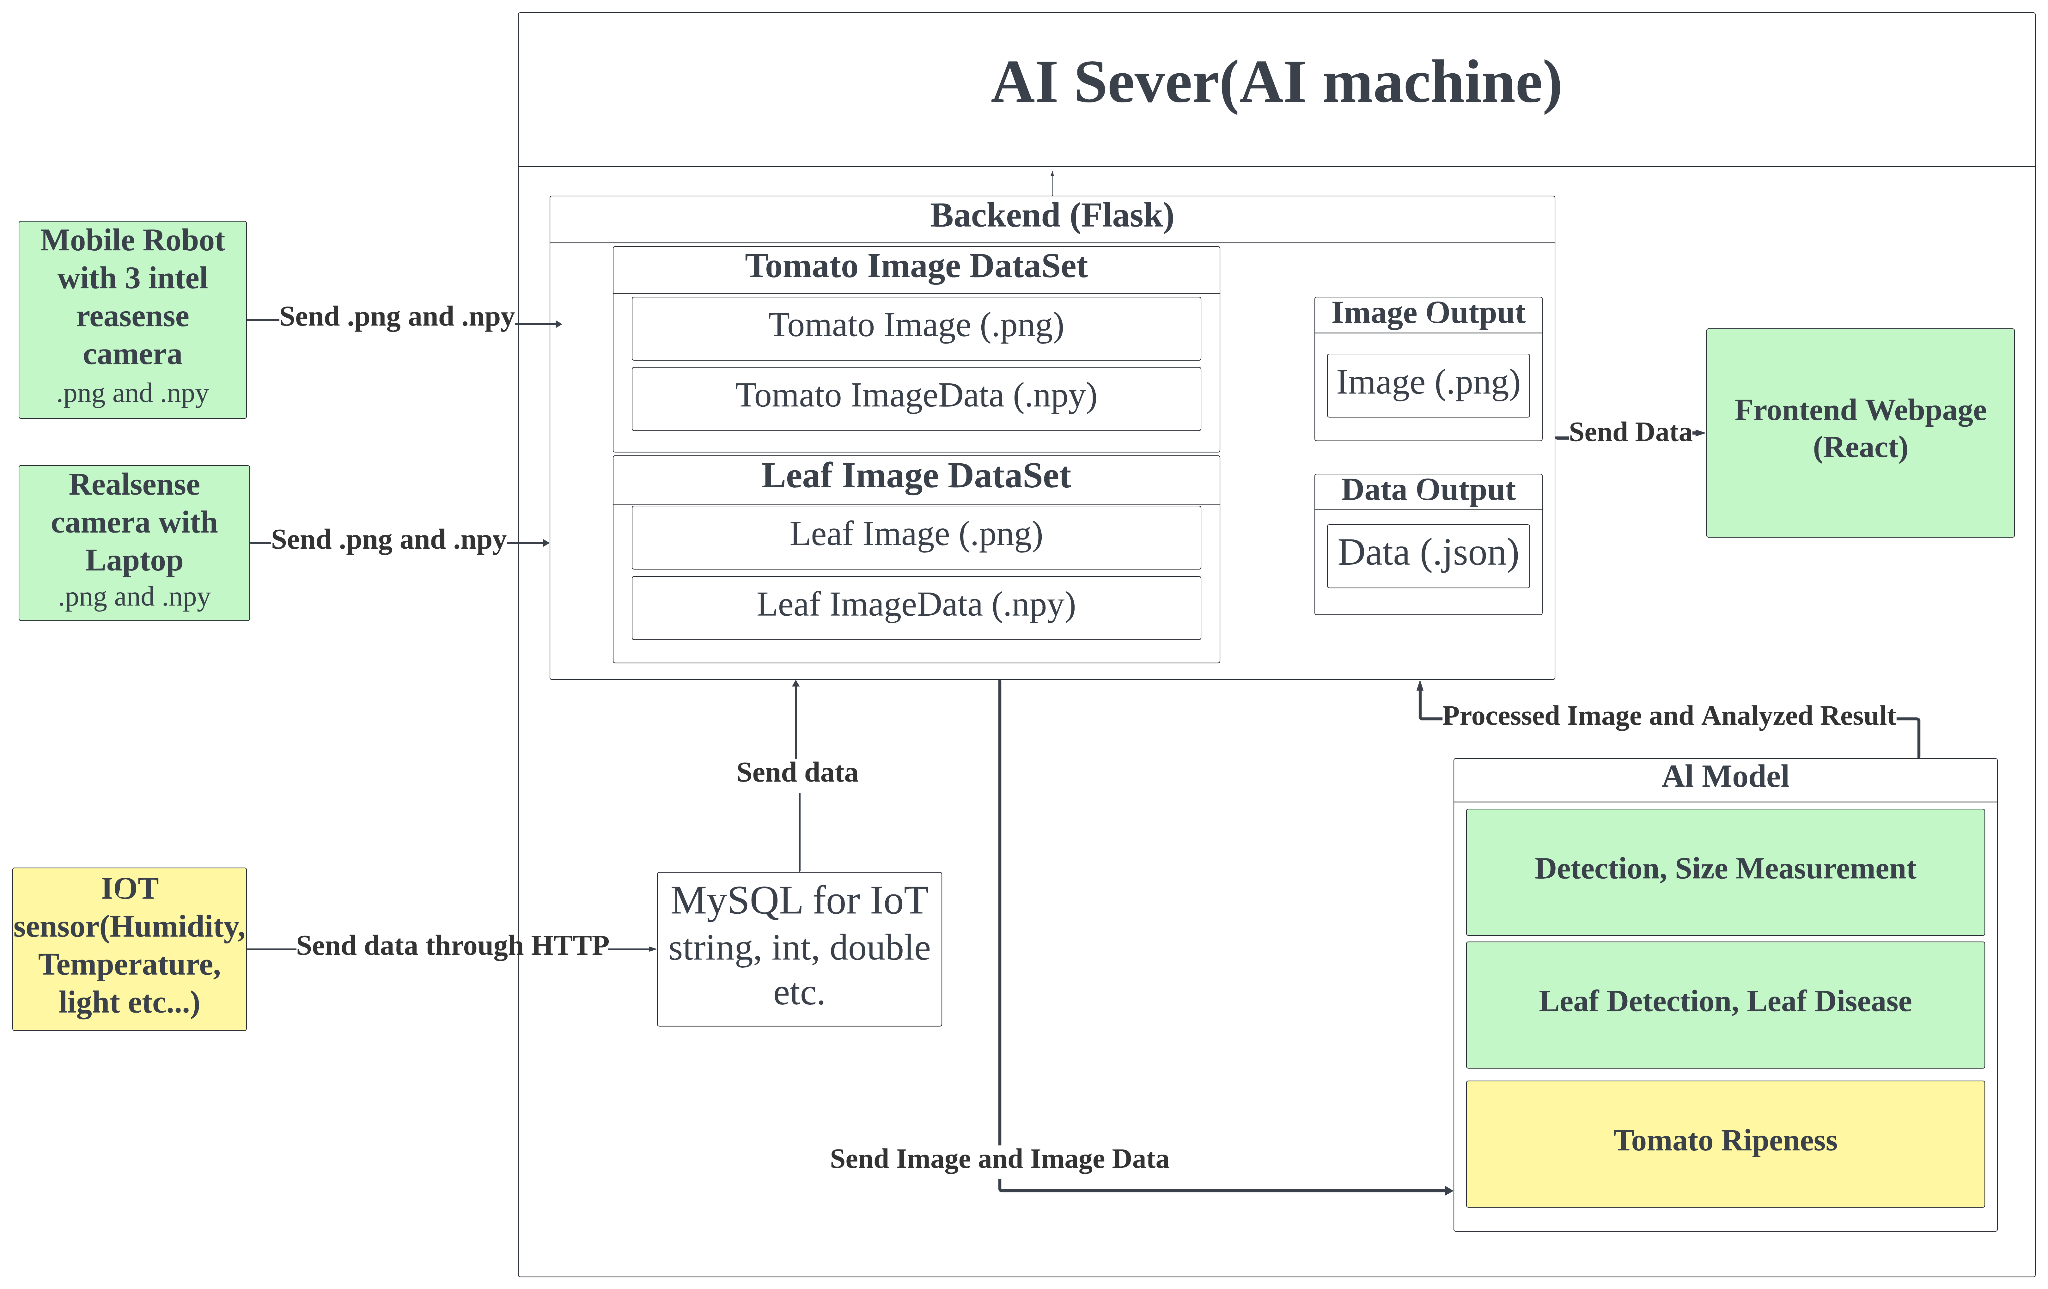 AI Sever(AI machine)
Backend (Flask)
Mobile Robot
with 3 intel
reasense
camera
.png and .npy
Send .png and .npy
Tomato Image DataSet
Tomato Image (.png)
Tomato ImageData (.npy)
Image Output
Image (.png)
Send Data
Frontend Webpage
(React)
Realsense
camera with
Laptop
.png and .npy
Send .png and .npy
Leaf Image DataSet
Leaf Image (.png)
Leaf ImageData (.npy)
Data Output
Data (.json)
Processed Image and Analyzed Result
Send data
Al Model
Detection, Size Measurement
Leaf Detection, Leaf Disease
Tomato Ripeness
IOT
sensor(Humidity,
Temperature,
light etc...)
Send data through HTTP
MySQL for IoT
string, int, double
etc.
Send Image and Image Data